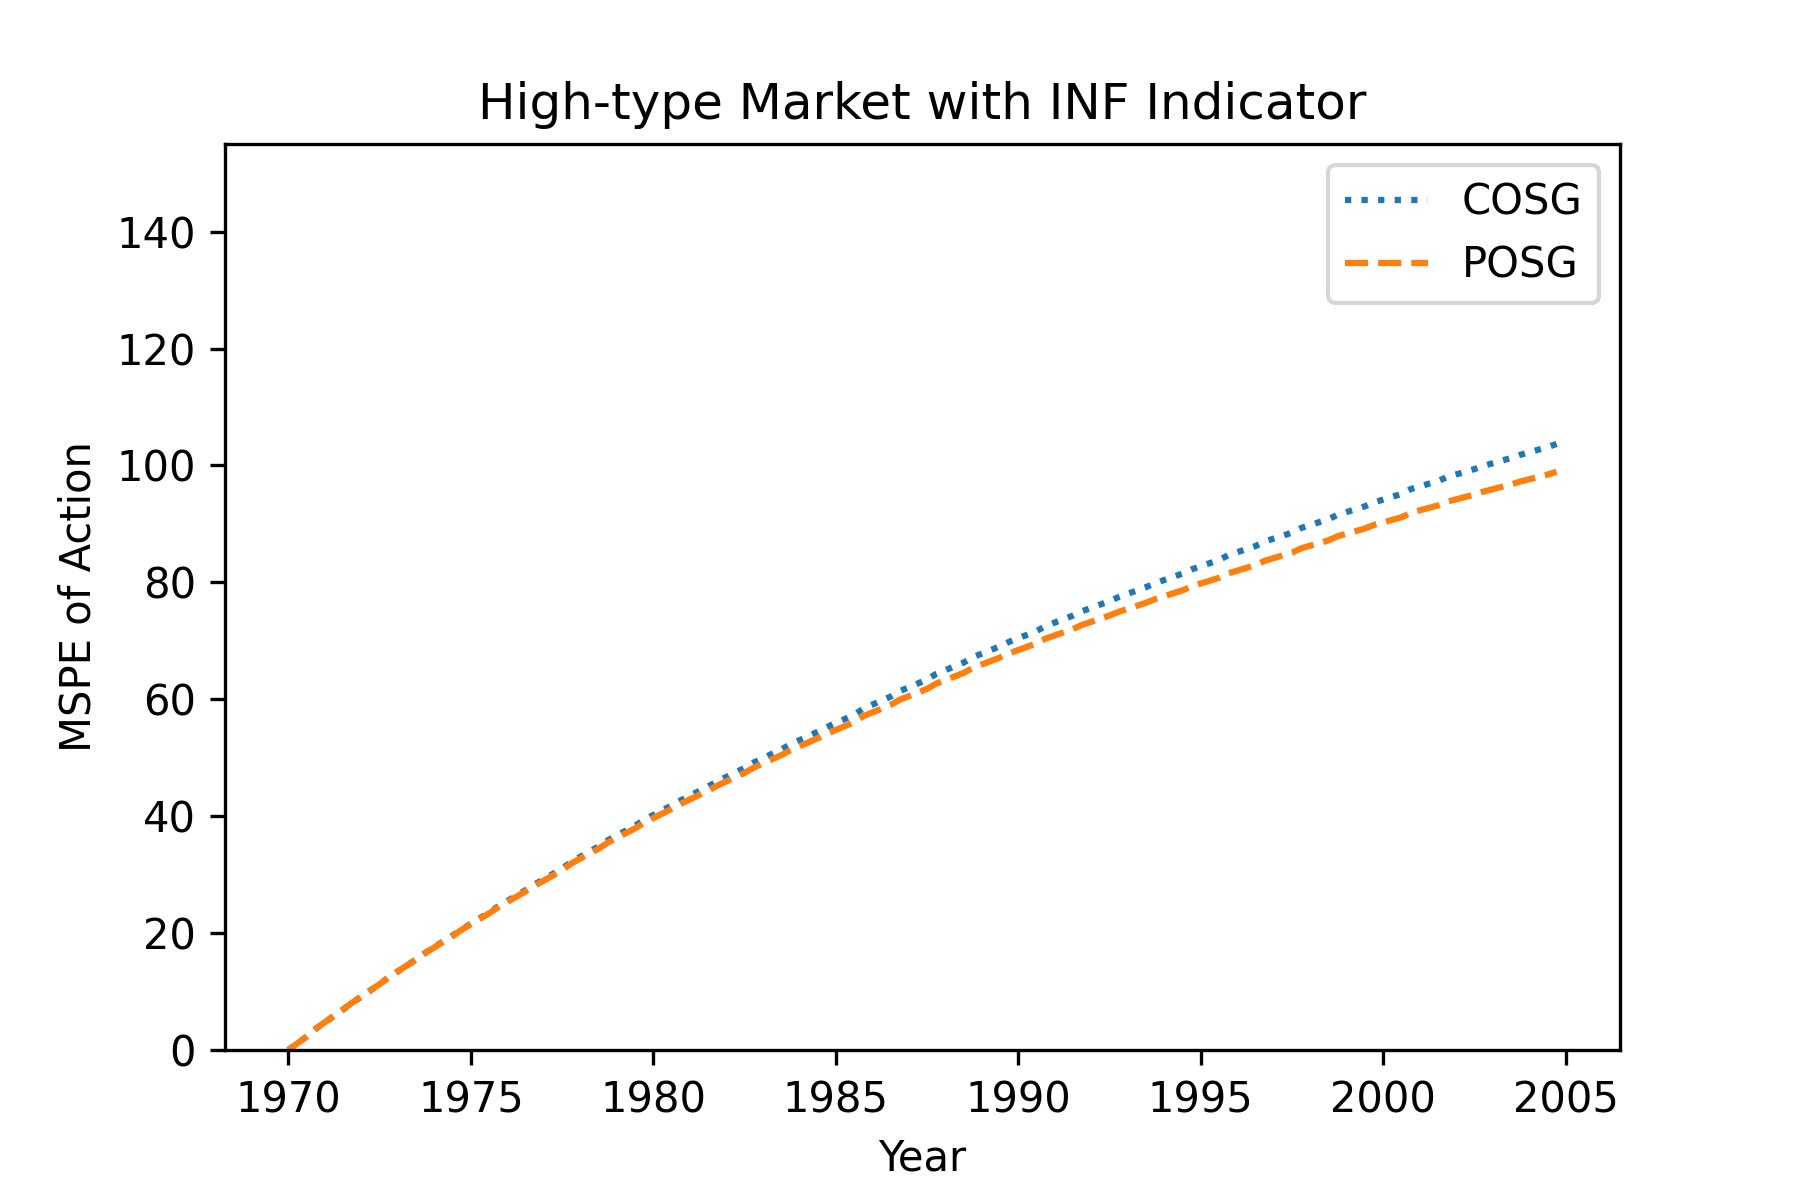 High-type Market with INF Indicator
COSG
POSG
140
120
100
80
60
40
20
0
MSPE of Action
1970 1975 1980 1985 1990 1995 2000 2005
Year